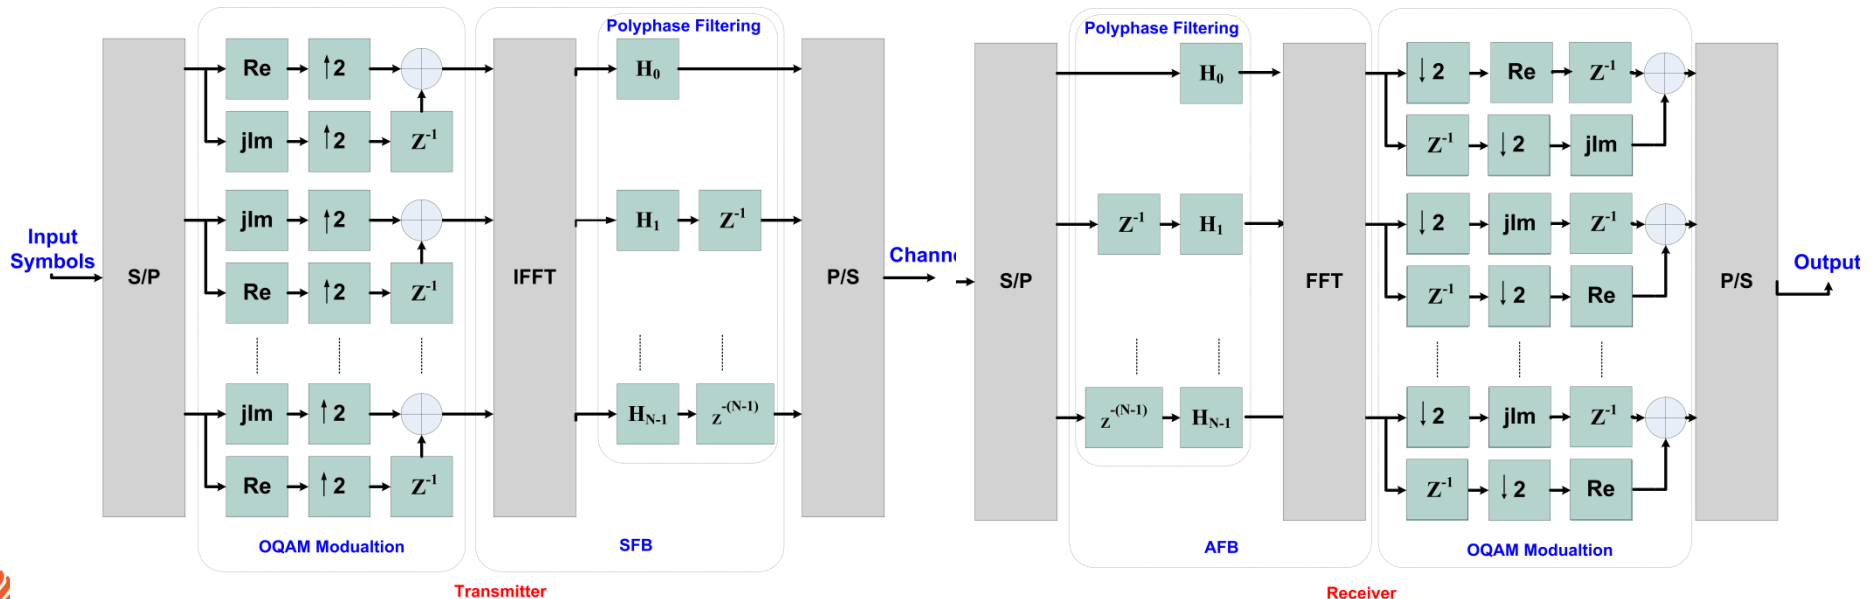 Polyphase Filtering
Re ↑2
H₀
jIm ↑2 Z⁻¹
jIm ↑2
H₁ Z⁻¹
Input
Symbols
S/P
IFFT
P/S
Re ↑2 Z⁻¹
jIm ↑2
H_N-1 Z^-(N-1)
Re ↑2 Z⁻¹
OQAM Modualtion
SFB
Transmitter
Polyphase Filtering
H₀
↓2 Re Z⁻¹
Z⁻¹ ↓2 jIm
Z⁻¹ H₁
↓2 jIm Z⁻¹
S/P
FFT
P/S
Output
Z⁻¹ ↓2 Re
Z^-(N-1) H_N-1
↓2 jIm Z⁻¹
Z⁻¹ ↓2 Re
AFB
OQAM Modualtion
Receiver